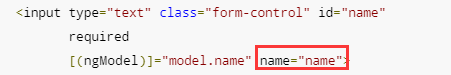 <input type="text" class="form-control" id="name"
required
[(ngModel)]="model.name" name="name">